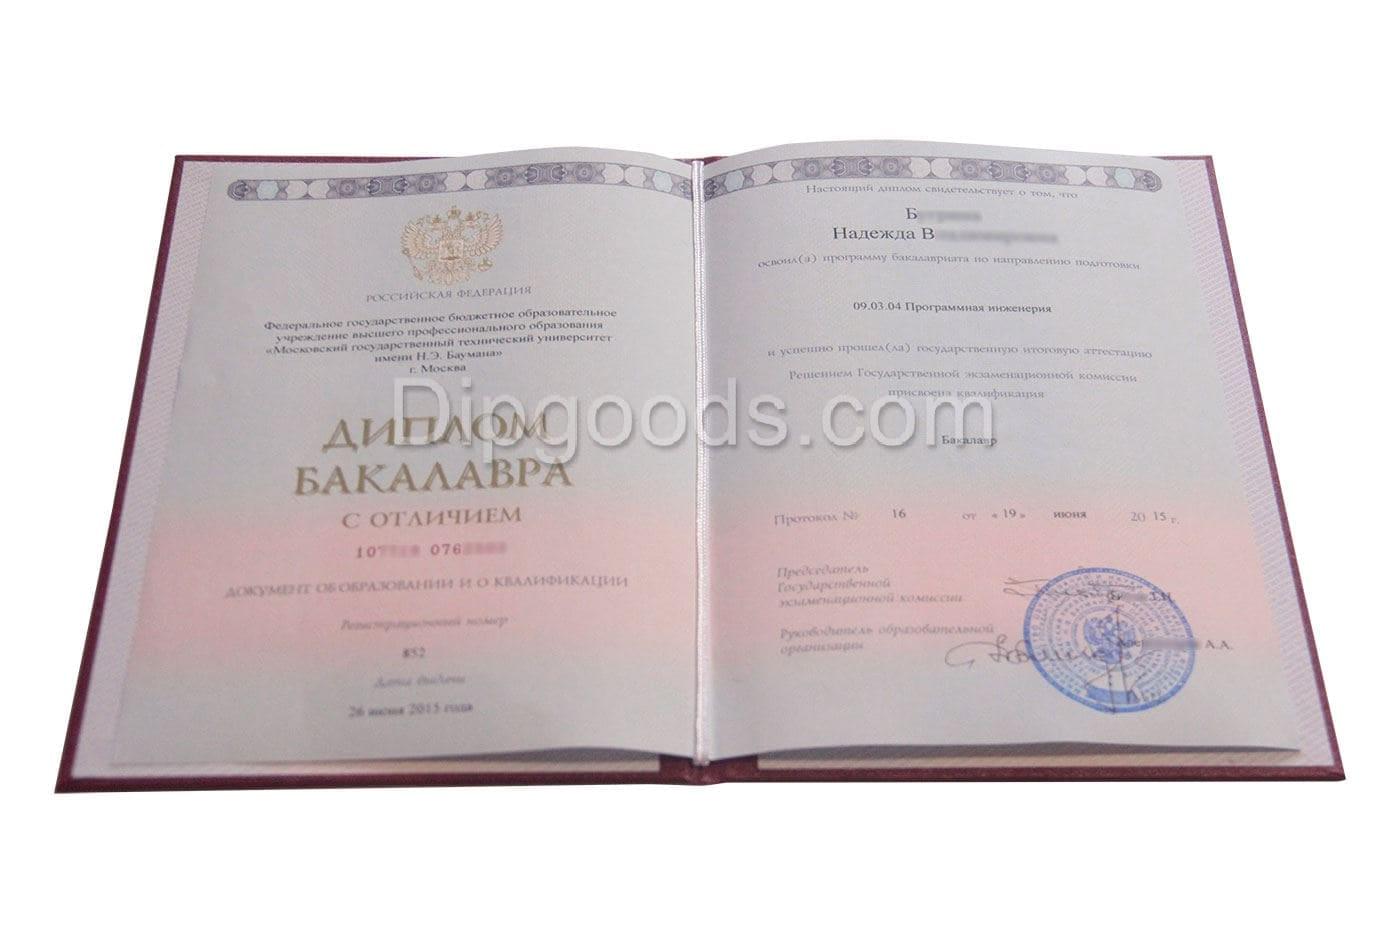 РОССИЙСКАЯ ФЕДЕРАЦИЯ
Федеральное государственное бюджетное образовательное
учреждение высшего профессионального образования
«Московский государственный технический университет
имени Н.Э. Баумана»
г. Москва
ДИПЛОМ
БАКАЛАВРА
С ОТЛИЧИЕМ
ДОКУМЕНТ ОБ ОБРАЗОВАНИИ И О КВАЛИФИКАЦИИ
Регистрационный номер
852
Дата выдачи
26 июня 2015 года
Настоящий диплом свидетельствует о том, что
Надежда
освоил(а) программу бакалавриата по направлению подготовки
09.03.04 Программная инженерия
и успешно прошел(ла) государственную итоговую аттестацию
Решением Государственной экзаменационной комиссии
присвоена квалификация
Бакалавр
Протокол № 16 от « 19 » июня 20 15 г.
Председатель
Государственной
экзаменационной комиссии
Руководитель образовательной
организации
А.А.
Dipgoods.com